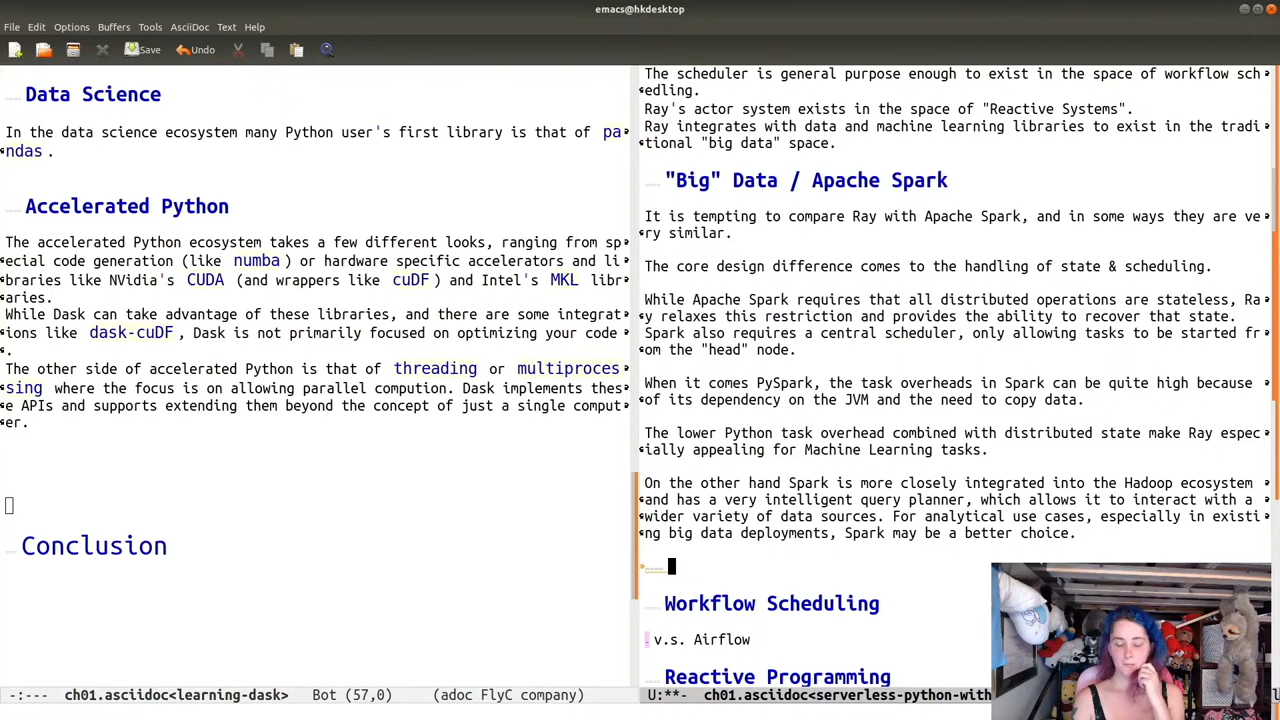 emacs@hkdesktop
File Edit Options Buffers Tools AsciiDoc Text Help
Save Undo
Data Science
In the data science ecosystem many Python user's first library is that of pa
ndas.
Accelerated Python
The accelerated Python ecosystem takes a few different looks, ranging from sp
ecial code generation (like numba) or hardware specific accelerators and li
braries like NVidia's CUDA (and wrappers like cuDF) and Intel's MKL libr
aries.
While Dask can take advantage of these libraries, and there are some integrat
ions like dask-cuDF, Dask is not primarily focused on optimizing your code
.
The other side of accelerated Python is that of threading or multiproces
sing where the focus is on allowing parallel compution. Dask implements thes
e APIs and supports extending them beyond the concept of just a single comput
er.
Conclusion
-:--- ch01.asciidoc<learning-dask> Bot (57,0) (adoc FlyC company)
The scheduler is general purpose enough to exist in the space of workflow sch
edling.
Ray's actor system exists in the space of "Reactive Systems".
Ray integrates with data and machine learning libraries to exist in the tradi
tional "big data" space.
"Big" Data / Apache Spark
It is tempting to compare Ray with Apache Spark, and in some ways they are ve
ry similar.
The core design difference comes to the handling of state & scheduling.
While Apache Spark requires that all distributed operations are stateless, Ra
y relaxes this restriction and provides the ability to recover that state.
Spark also requires a central scheduler, only allowing tasks to be started fr
om the "head" node.
When it comes PySpark, the task overheads in Spark can be quite high because
of its dependency on the JVM and the need to copy data.
The lower Python task overhead combined with distributed state make Ray espec
ially appealing for Machine Learning tasks.
On the other hand Spark is more closely integrated into the Hadoop ecosystem
and has a very intelligent query planner, which allows it to interact with a
wider variety of data sources. For analytical use cases, especially in existi
ng big data deployments, Spark may be a better choice.
Workflow Scheduling
v.s. Airflow
Reactive Programming
U:**- ch01.asciidoc<serverless-python-with